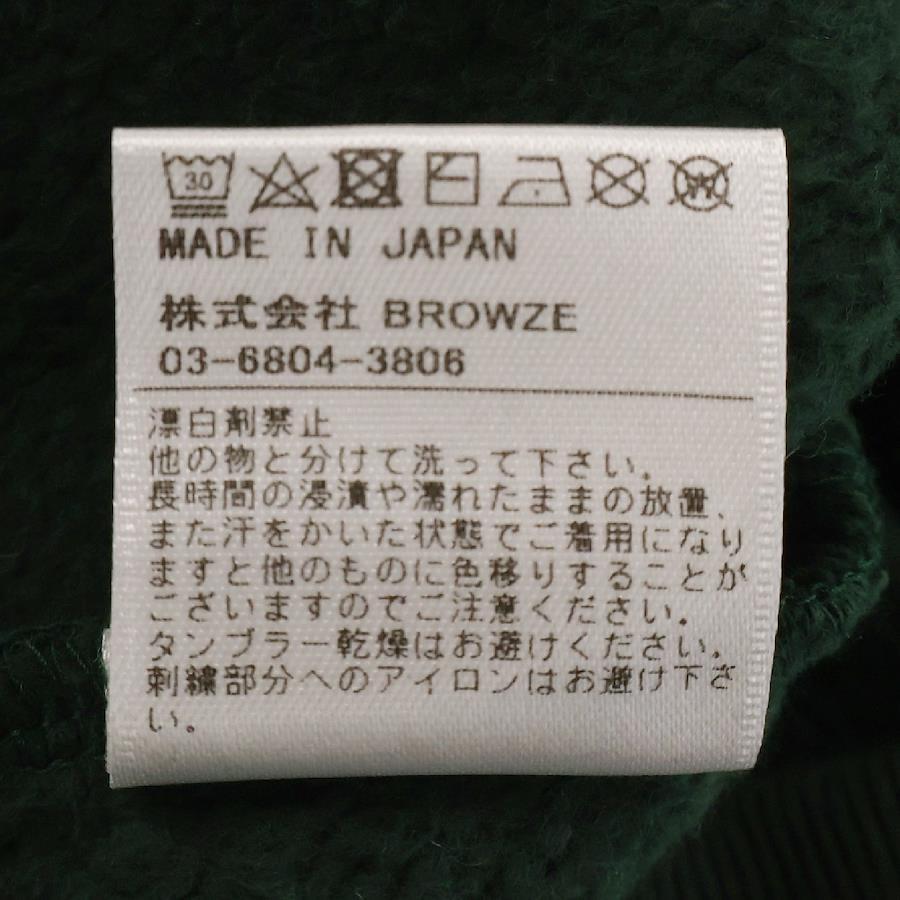 30
W
MADE IN JAPAN
株式会社 BROWZE
03-6804-3806
漂白剤禁止
他の物と分けて洗って下さい.
長時間の浸漬や濡れたままの放置、
また汗をかいた状態でご着用になり
ますと他のものに色移りすることが
ございますのでご注意ください.
タンブラー乾燥はお避けください.
刺繍部分へのアイロンはお避け下さ
い。